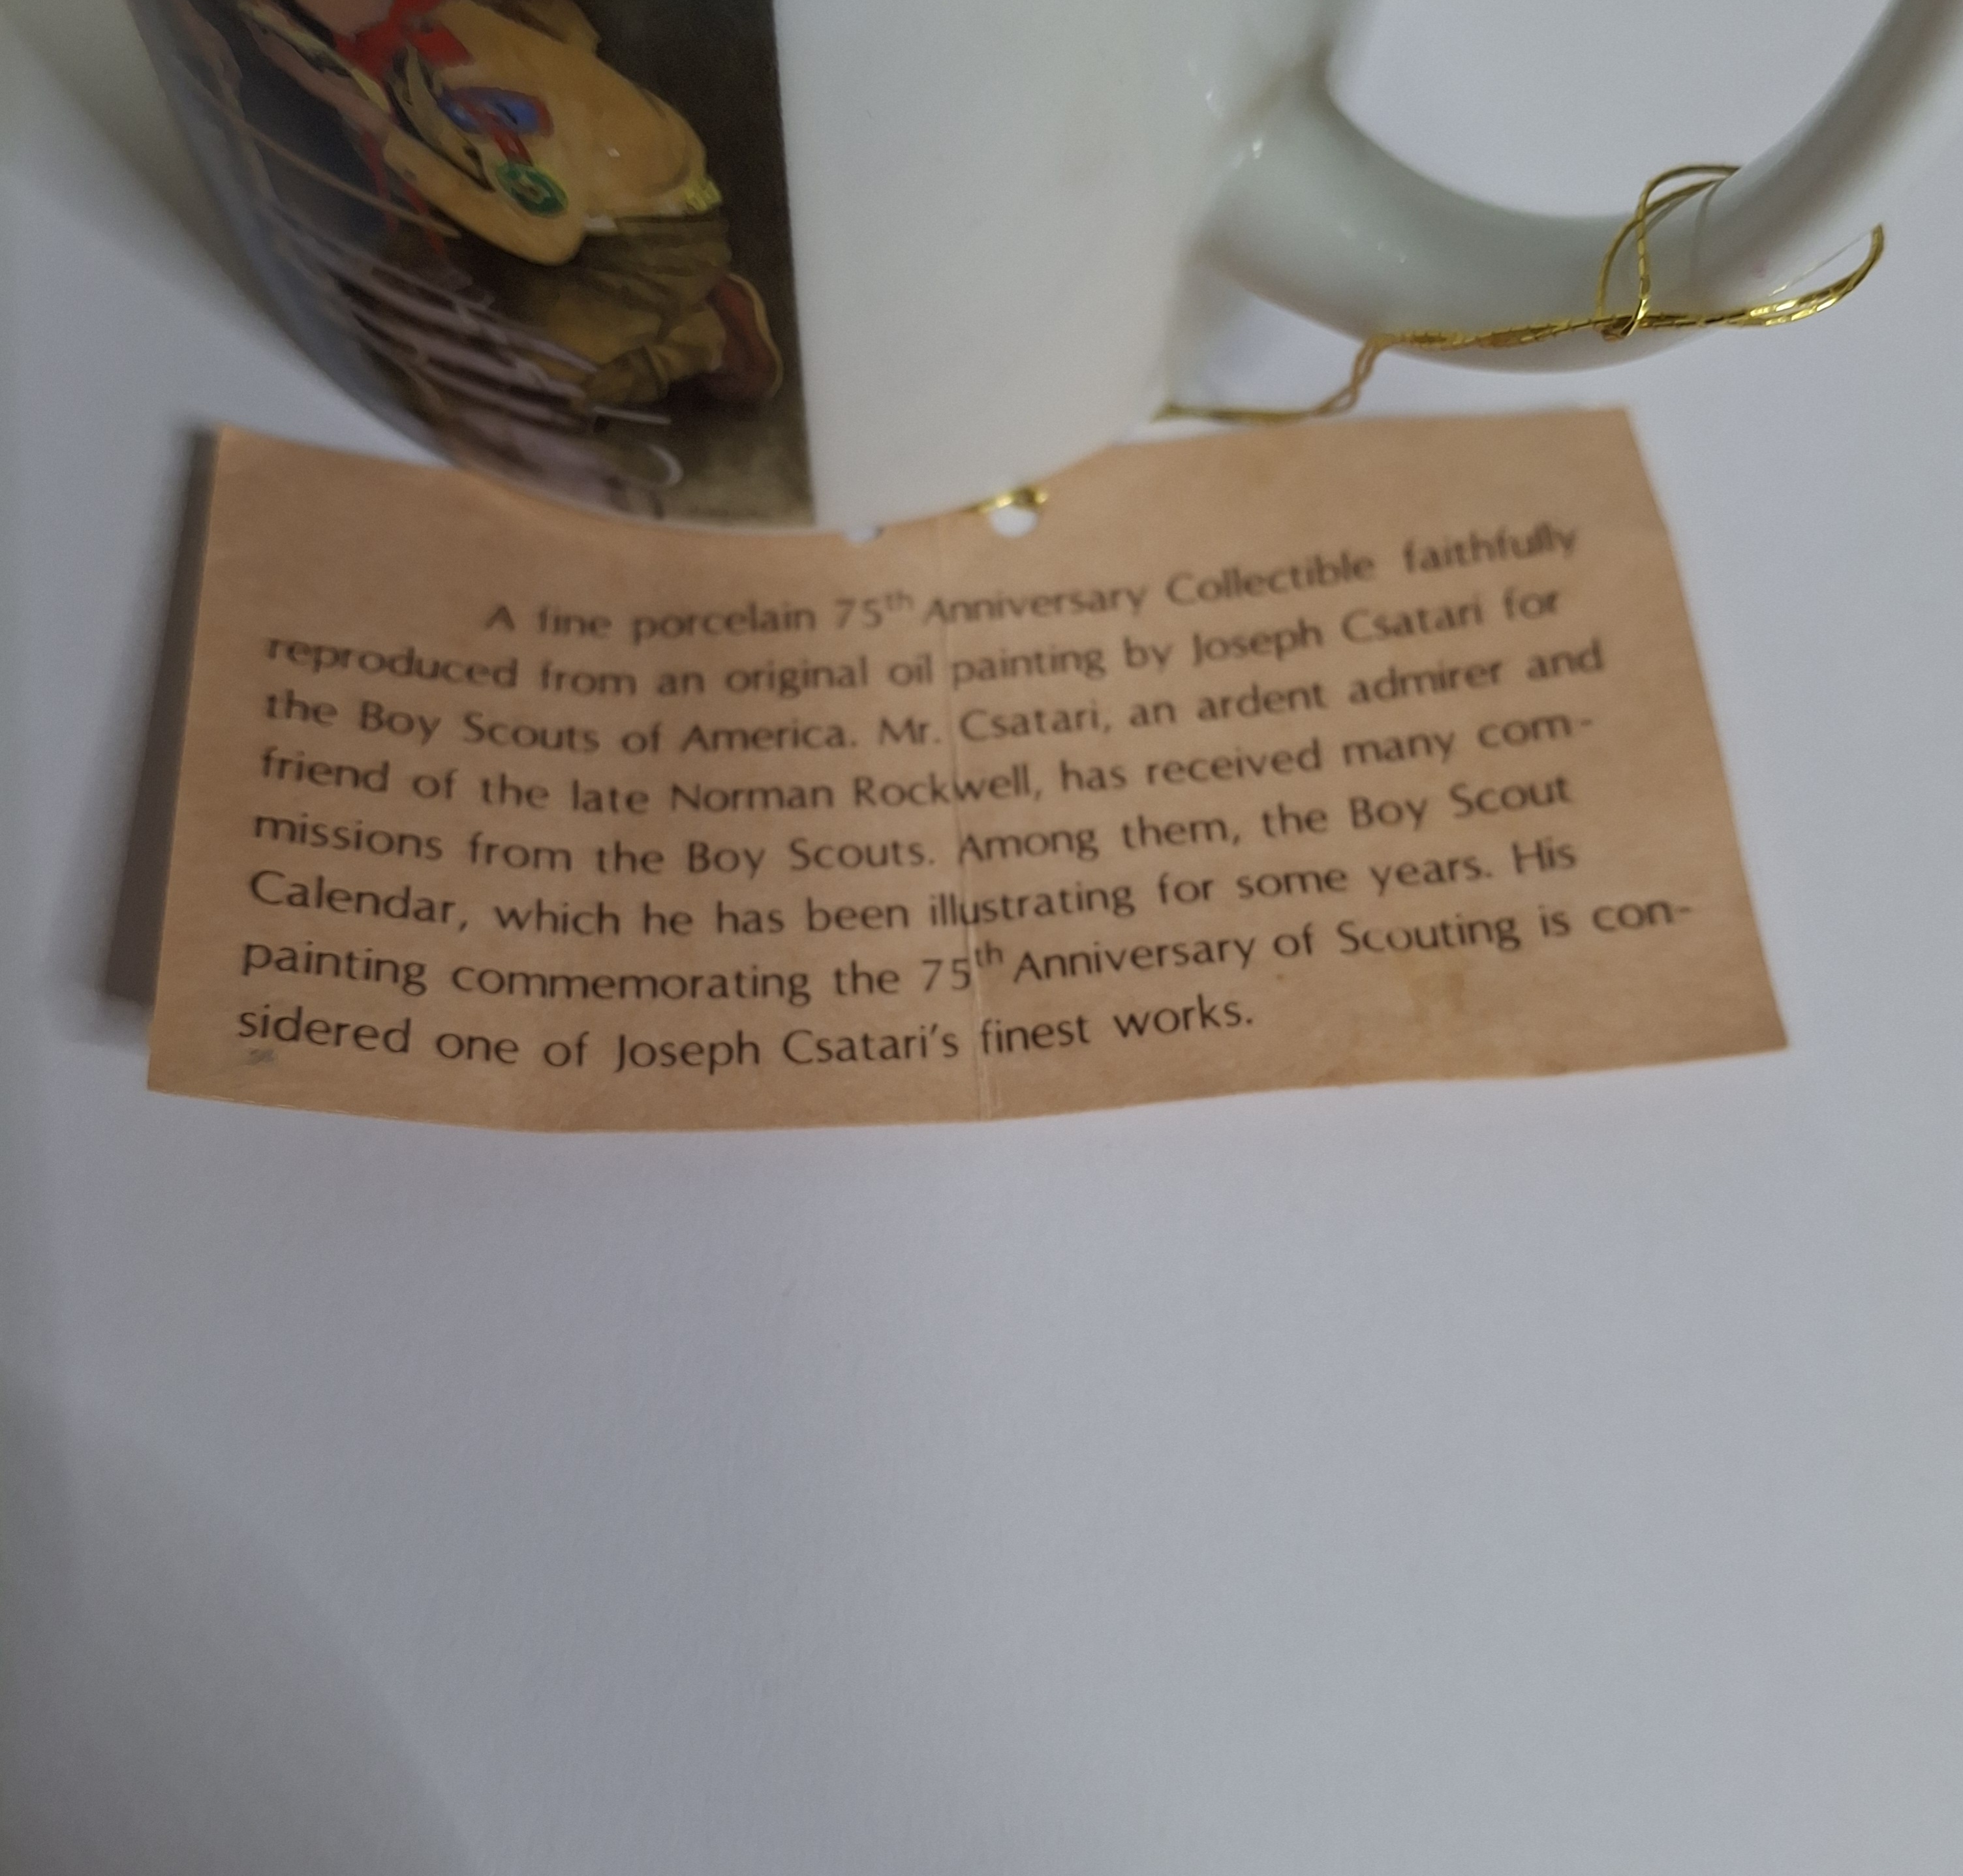 A fine porcelain 75th Anniversary Collectible faithfully
reproduced from an original oil painting by Joseph Csatari for
the Boy Scouts of America. Mr. Csatari, an ardent admirer and
friend of the late Norman Rockwell, has received many com-
missions from the Boy Scouts. Among them, the Boy Scout
Calendar, which he has been illustrating for some years. His
painting commemorating the 75th Anniversary of Scouting is con-
sidered one of Joseph Csatari's finest works.